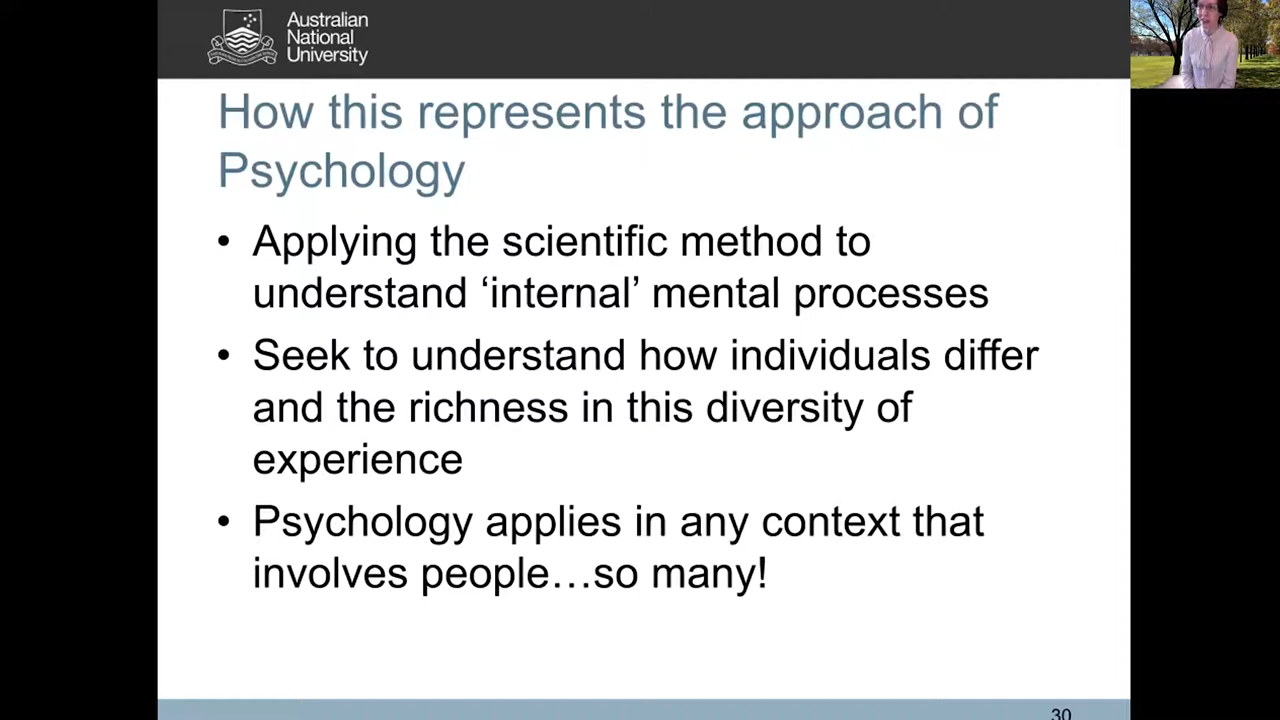 Australian
National
University
How this represents the approach of
Psychology
• Applying the scientific method to
understand ‘internal’ mental processes
• Seek to understand how individuals differ
and the richness in this diversity of
experience
• Psychology applies in any context that
involves people…so many!
30